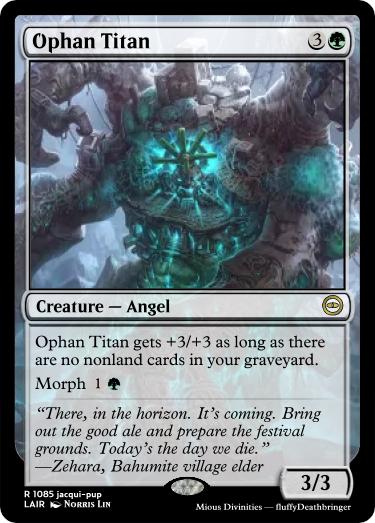 Ophan Titan 3
Creature — Angel
Ophan Titan gets +3/+3 as long as there
are no nonland cards in your graveyard.
Morph 1
“There, in the horizon. It’s coming. Bring
out the good ale and prepare the festival
grounds. Today’s the day we die.”
—Zehara, Bahumite village elder
3/3
R 1085 jacqui-pup
LAIR Norris Lin
Mious Divinities — fluffyDeathbringer